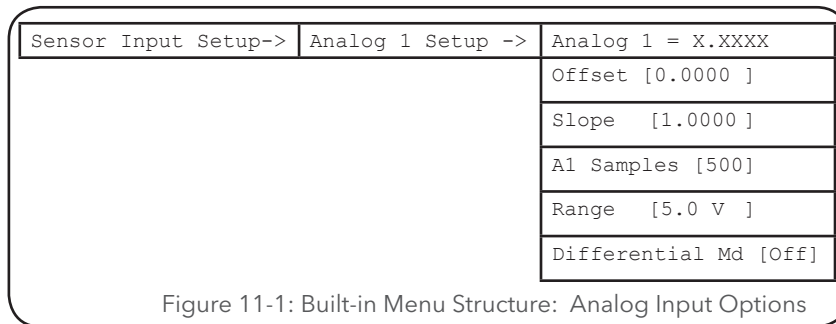 Sensor Input Setup-> Analog 1 Setup -> Analog 1 = X.XXXX
Offset [0.0000 ]
Slope [1.0000 ]
A1 Samples [500]
Range [5.0 V ]
Differential Md [Off]
Figure 11-1: Built-in Menu Structure: Analog Input Options